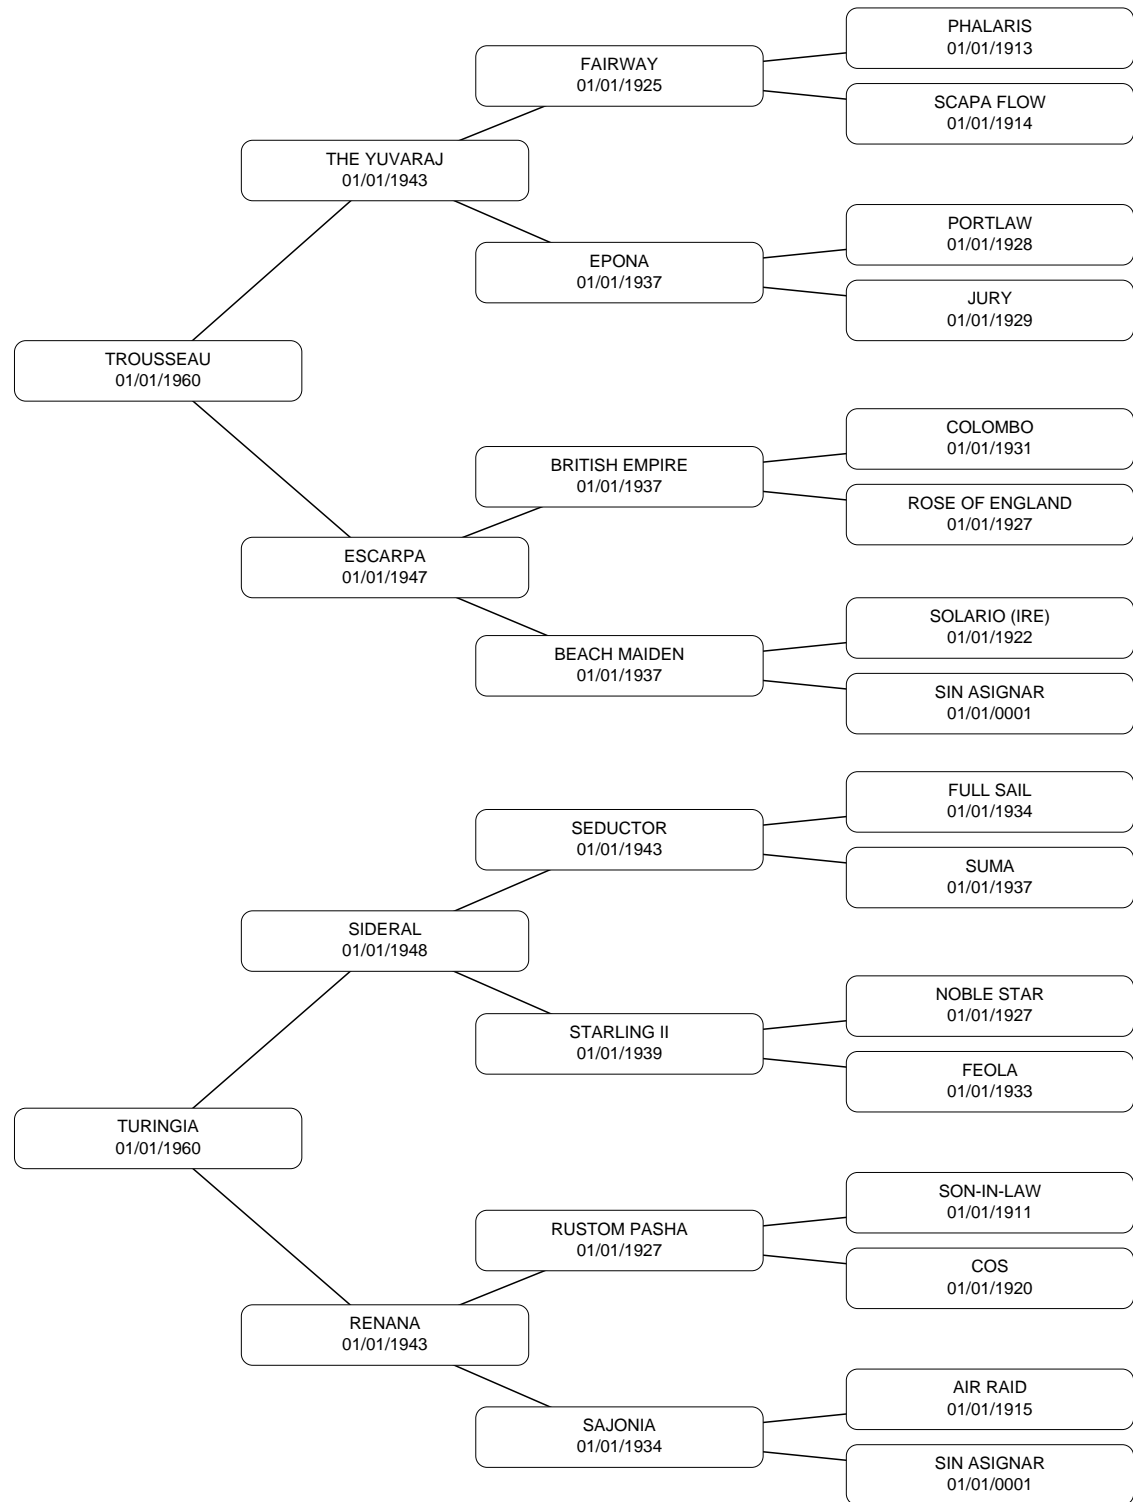 PHALARIS
01/01/1913
FAIRWAY
01/01/1925
SCAPA FLOW
01/01/1914
THE YUVARAJ
01/01/1943
PORTLAW
01/01/1928
EPONA
01/01/1937
JURY
01/01/1929
TROUSSEAU
01/01/1960
COLOMBO
01/01/1931
BRITISH EMPIRE
01/01/1937
ROSE OF ENGLAND
01/01/1927
ESCARPA
01/01/1947
SOLARIO (IRE)
01/01/1922
BEACH MAIDEN
01/01/1937
SIN ASIGNAR
01/01/0001
FULL SAIL
01/01/1934
SEDUCTOR
01/01/1943
SUMA
01/01/1937
SIDERAL
01/01/1948
NOBLE STAR
01/01/1927
STARLING II
01/01/1939
FEOLA
01/01/1933
TURINGIA
01/01/1960
SON-IN-LAW
01/01/1911
RUSTOM PASHA
01/01/1927
COS
01/01/1920
RENANA
01/01/1943
AIR RAID
01/01/1915
SAJONIA
01/01/1934
SIN ASIGNAR
01/01/0001